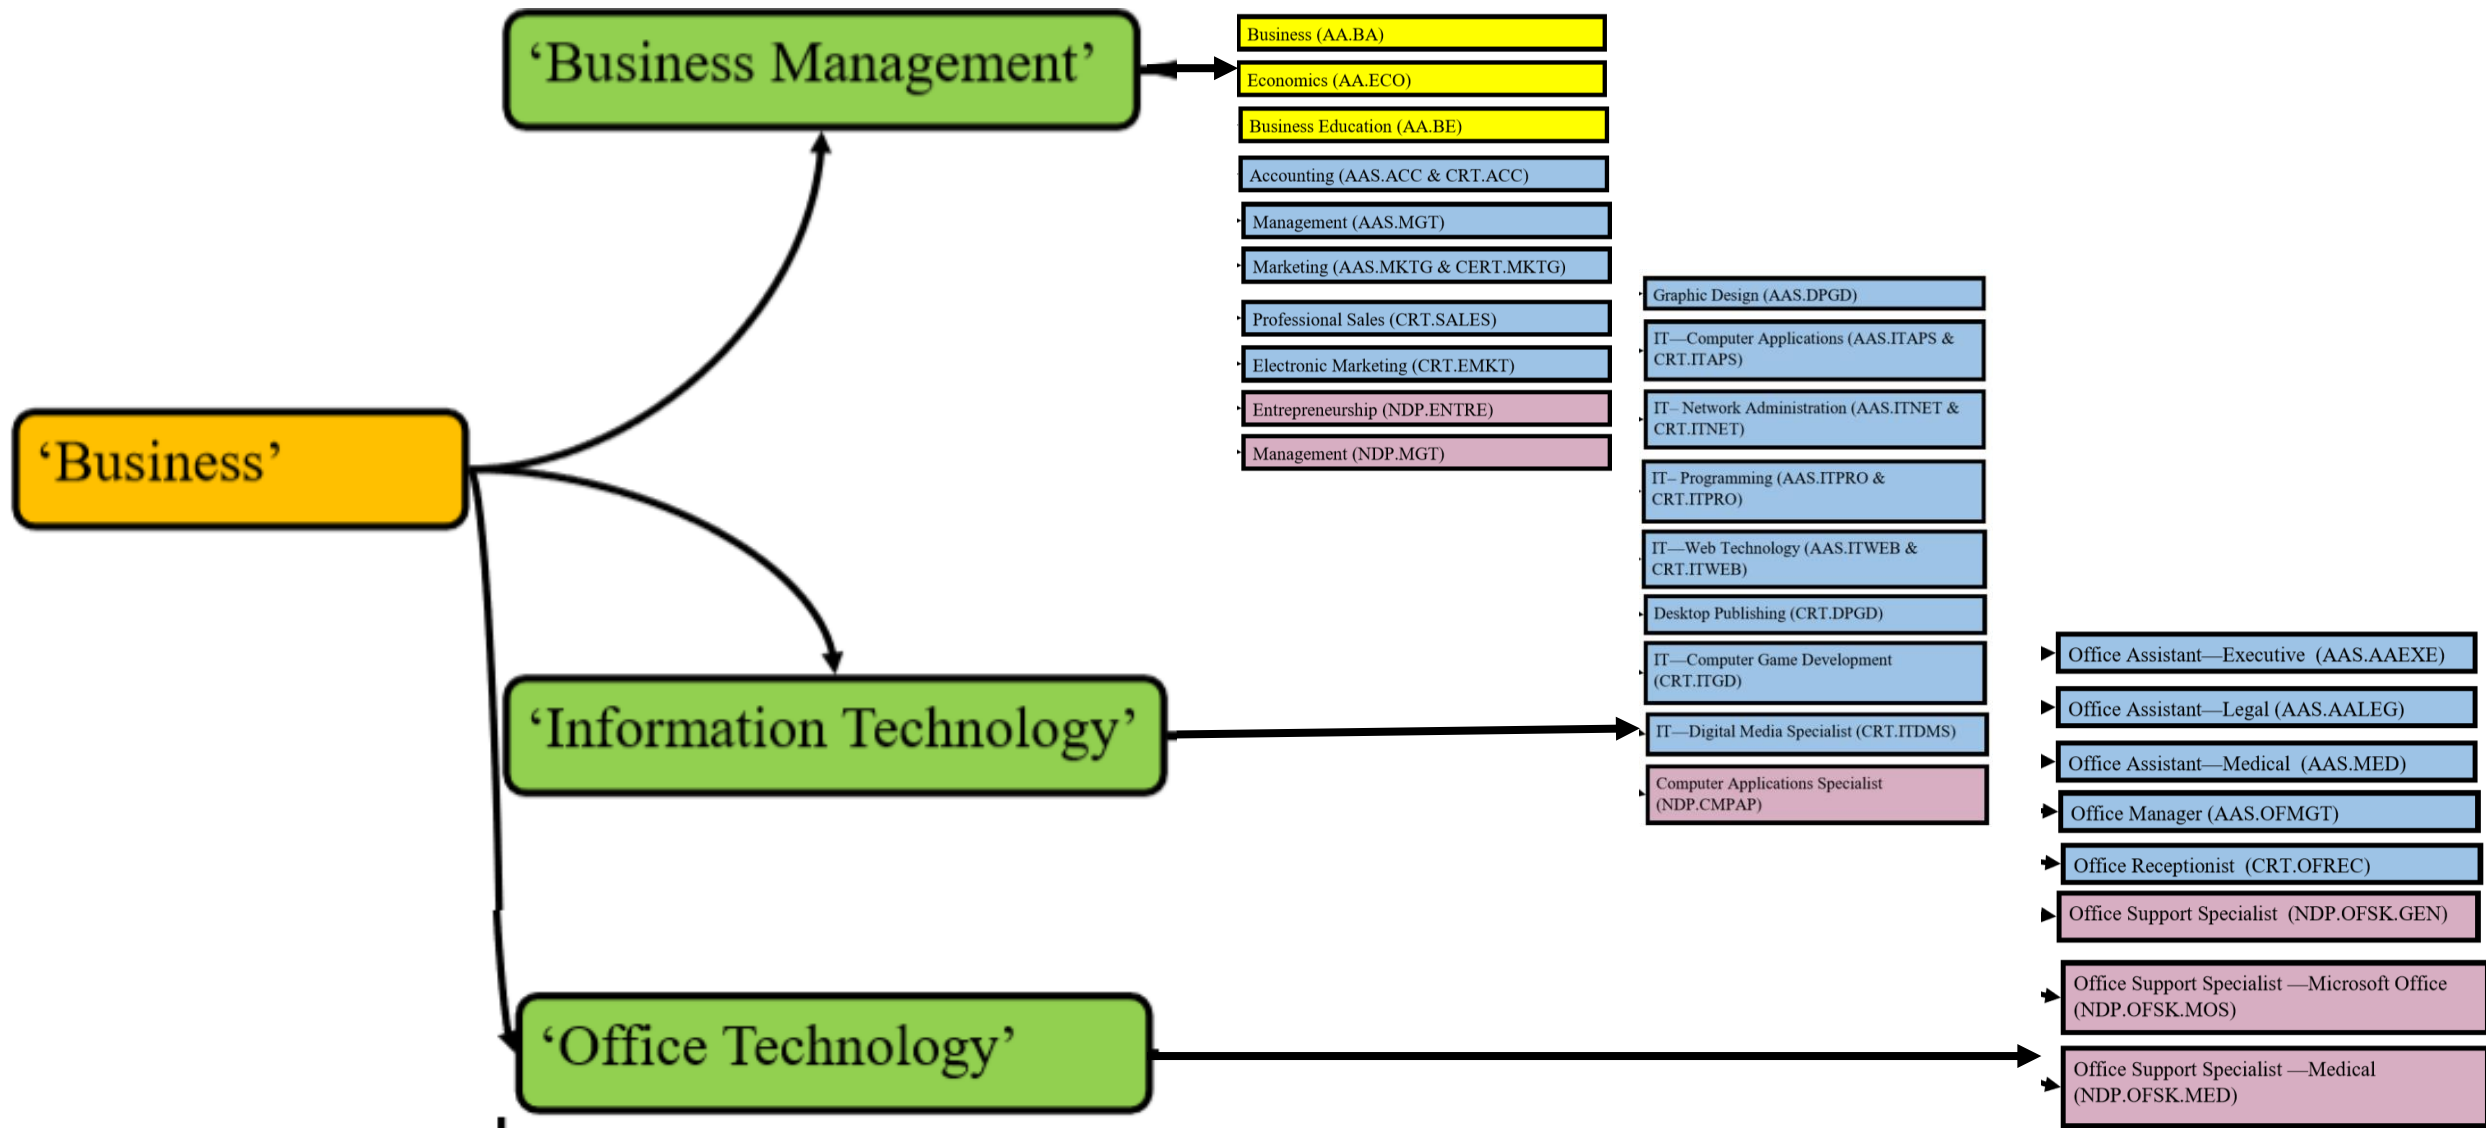 ‘Business Management’
Business (AA.BA)
Economics (AA.ECO)
Business Education (AA.BE)
Accounting (AAS.ACC & CRT.ACC)
Management (AAS.MGT)
Marketing (AAS.MKTG & CERT.MKTG)
Professional Sales (CRT.SALES)
Electronic Marketing (CRT.EMKT)
Entrepreneurship (NDP.ENTRE)
Management (NDP.MGT)
‘Business’
Graphic Design (AAS.DPGD)
IT—Computer Applications (AAS.ITAPS &
CRT.ITAPS)
IT– Network Administration (AAS.ITNET &
CRT.ITNET)
IT– Programming (AAS.ITPRO &
CRT.ITPRO)
IT—Web Technology (AAS.ITWEB &
CRT.ITWEB)
Desktop Publishing (CRT.DPGD)
IT—Computer Game Development
(CRT.ITGD)
IT—Digital Media Specialist (CRT.ITDMS)
Computer Applications Specialist
(NDP.CMPAP)
‘Information Technology’
Office Assistant—Executive (AAS.AAEXE)
Office Assistant—Legal (AAS.AALEG)
Office Assistant—Medical (AAS.MED)
Office Manager (AAS.OFMGT)
Office Receptionist (CRT.OFREC)
Office Support Specialist (NDP.OFSK.GEN)
Office Support Specialist —Microsoft Office
(NDP.OFSK.MOS)
Office Support Specialist —Medical
(NDP.OFSK.MED)
‘Office Technology’